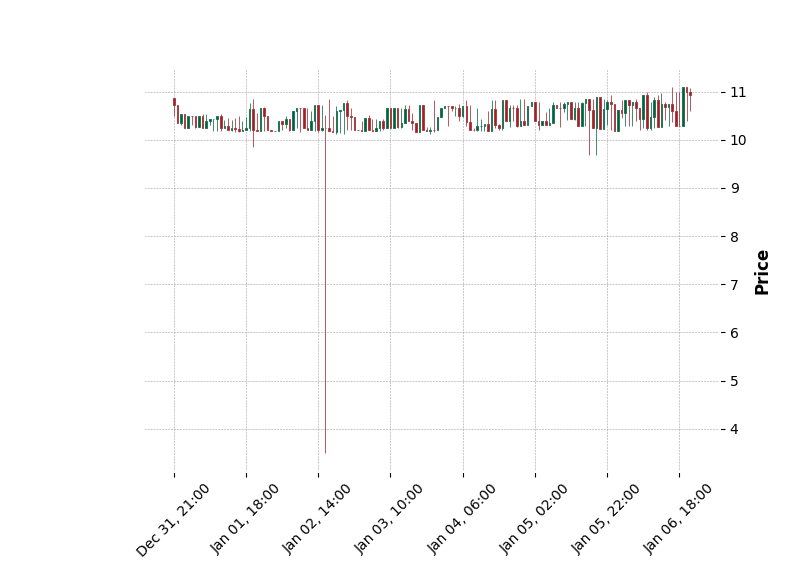 11
10
9
8
7
6
5
4
Price
Dec 31, 21:00
Jan 01, 18:00
Jan 02, 14:00
Jan 03, 10:00
Jan 04, 06:00
Jan 05, 02:00
Jan 05, 22:00
Jan 06, 18:00